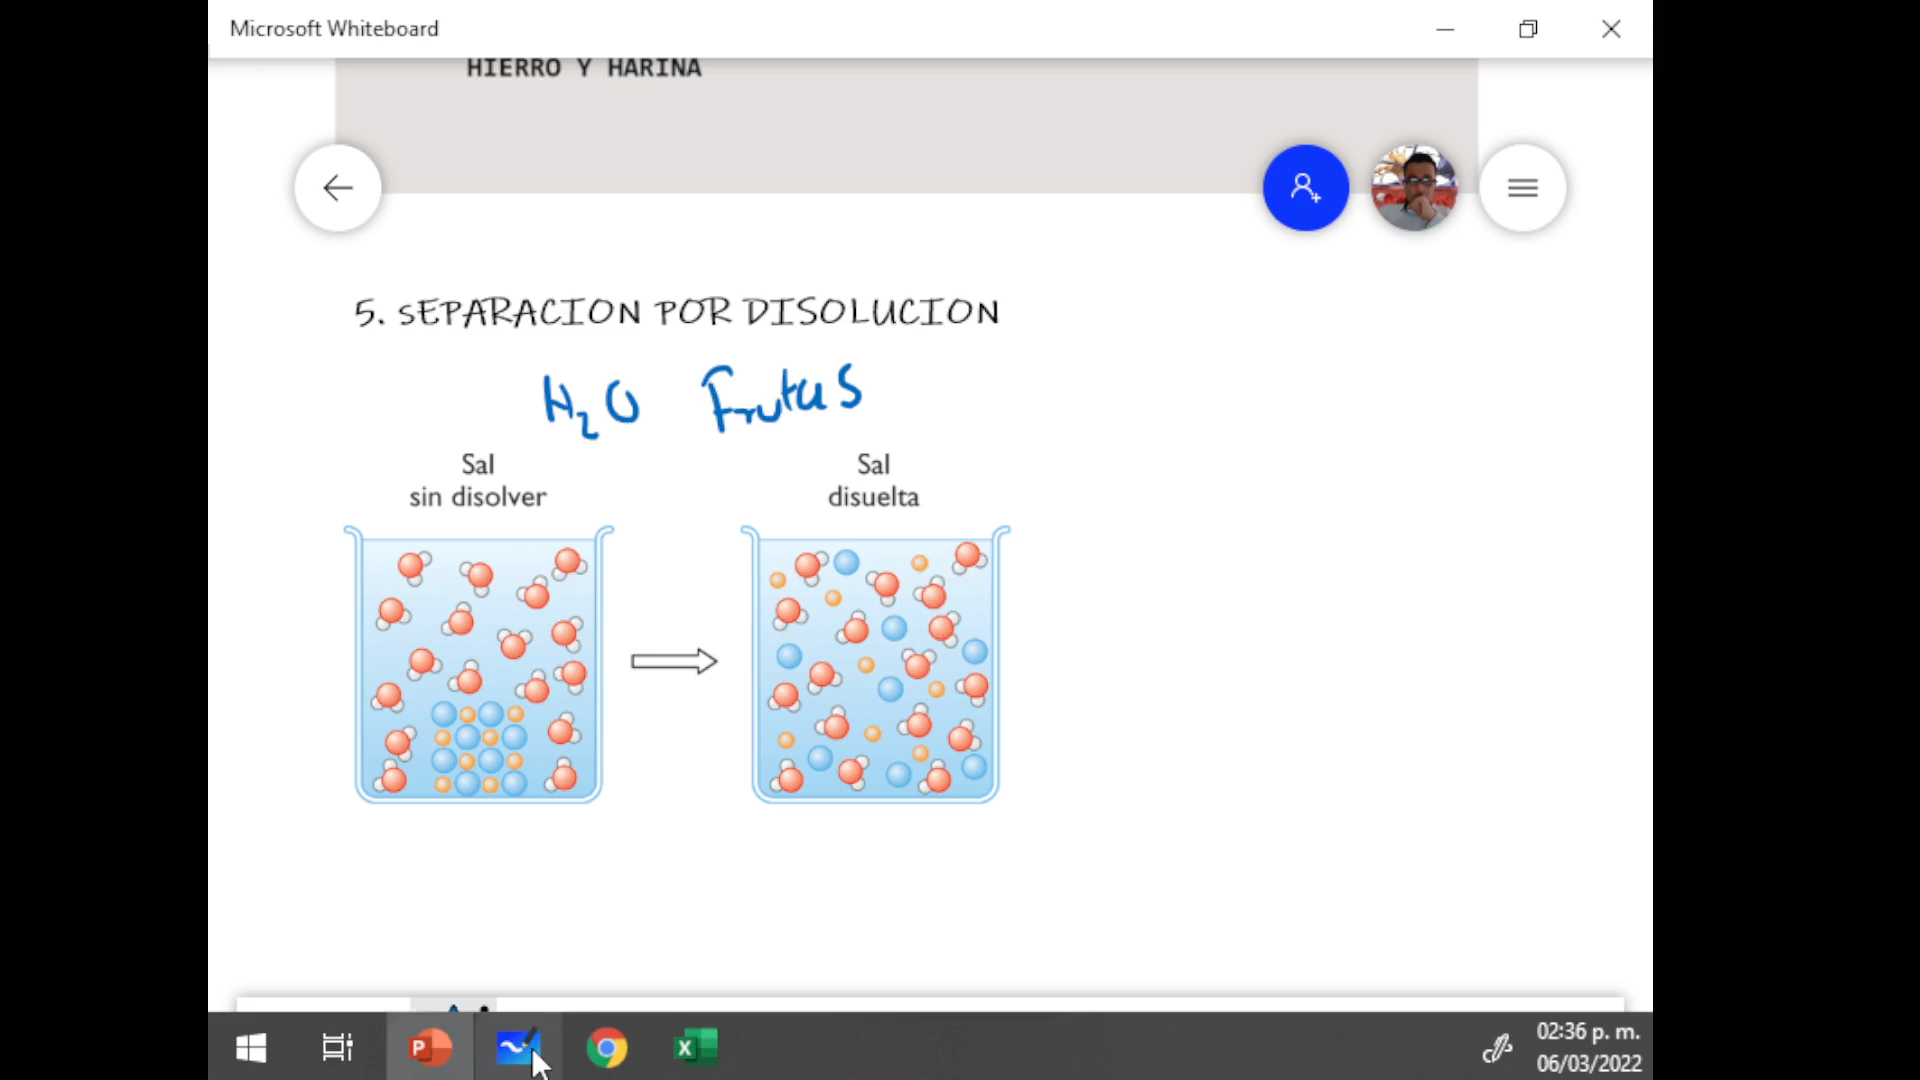 Microsoft Whiteboard
HIERRO Y HARINA
5. SEPARACION POR DISOLUCION
H2O Frutas
Sal
sin disolver
Sal
disuelta
02:36 p. m.
06/03/2022